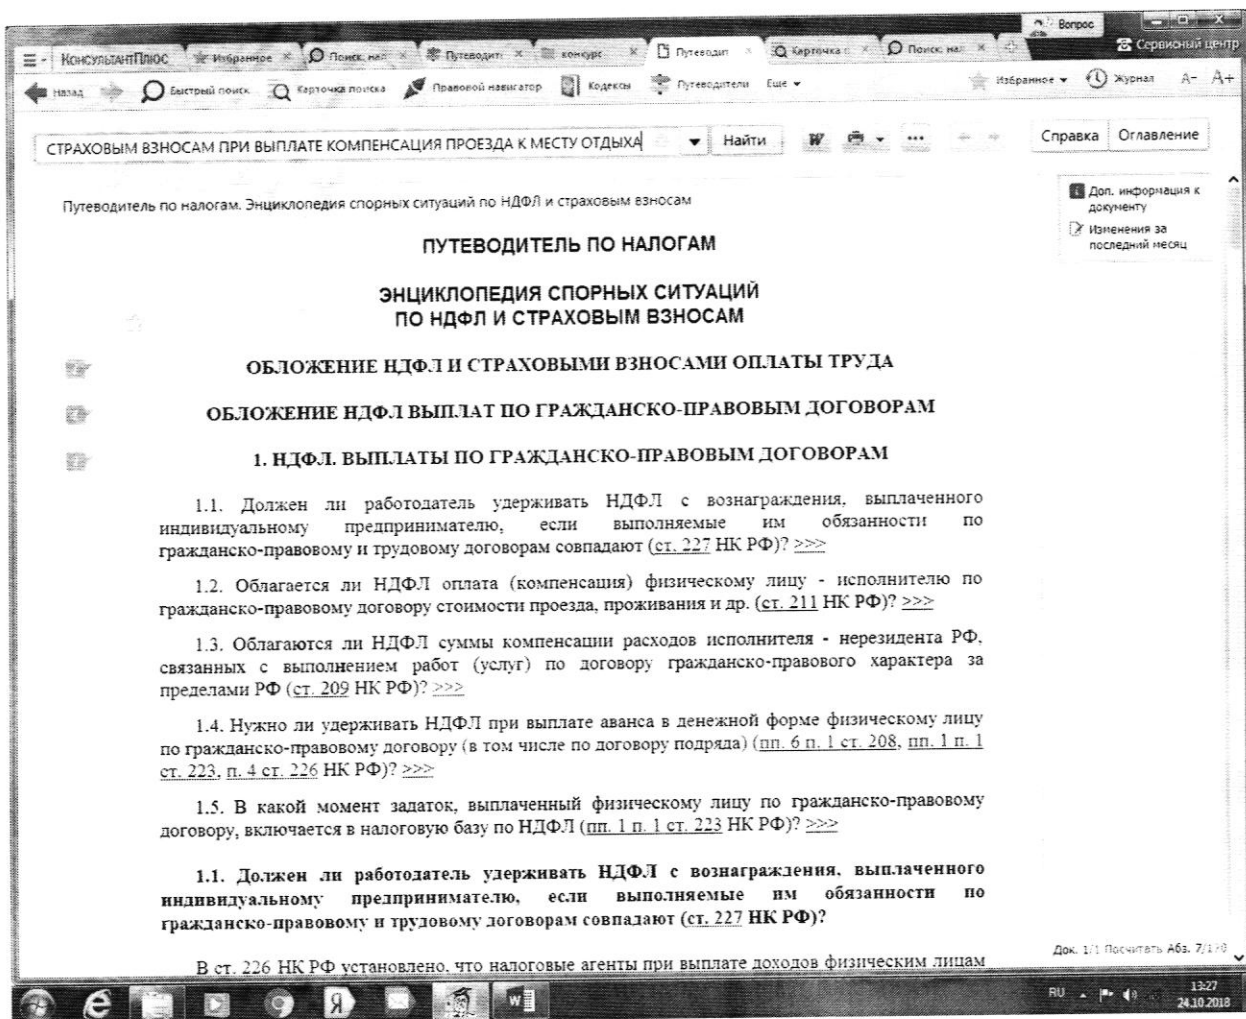 Вопрос
КонсультантПлюс Избранное Поиск: нал Путеводит конкурс Путеводит Карточка п Поиск: нал Сервисный центр
Назад Быстрый поиск Карточка поиска Правовой навигатор Кодексы Путеводители Еще Избранное Журнал A- A+
СТРАХОВЫМ ВЗНОСАМ ПРИ ВЫПЛАТЕ КОМПЕНСАЦИЯ ПРОЕЗДА К МЕСТУ ОТДЫХА Найти W ... Справка Оглавление
Доп. информация к
документу
Изменения за
последний месяц
Путеводитель по налогам. Энциклопедия спорных ситуаций по НДФЛ и страховым взносам
ПУТЕВОДИТЕЛЬ ПО НАЛОГАМ
ЭНЦИКЛОПЕДИЯ СПОРНЫХ СИТУАЦИЙ
ПО НДФЛ И СТРАХОВЫМ ВЗНОСАМ
ОБЛОЖЕНИЕ НДФЛ И СТРАХОВЫМИ ВЗНОСАМИ ОПЛАТЫ ТРУДА
ОБЛОЖЕНИЕ НДФЛ ВЫПЛАТ ПО ГРАЖДАНСКО-ПРАВОВЫМ ДОГОВОРАМ
1. НДФЛ. ВЫПЛАТЫ ПО ГРАЖДАНСКО-ПРАВОВЫМ ДОГОВОРАМ
1.1. Должен ли работодатель удерживать НДФЛ с вознаграждения, выплаченного
индивидуальному предпринимателю, если выполняемые им обязанности по
гражданско-правовому и трудовому договорам совпадают (ст. 227 НК РФ)? >>>
1.2. Облагается ли НДФЛ оплата (компенсация) физическому лицу - исполнителю по
гражданско-правовому договору стоимости проезда, проживания и др. (ст. 211 НК РФ)? >>>
1.3. Облагаются ли НДФЛ суммы компенсации расходов исполнителя - нерезидента РФ,
связанных с выполнением работ (услуг) по договору гражданско-правового характера за
пределами РФ (ст. 209 НК РФ)? >>>
1.4. Нужно ли удерживать НДФЛ при выплате аванса в денежной форме физическому лицу
по гражданско-правовому договору (в том числе по договору подряда) (пп. 6 п. 1 ст. 208, пп. 1 п. 1
ст. 223, п. 4 ст. 226 НК РФ)? >>>
1.5. В какой момент задаток, выплаченный физическому лицу по гражданско-правовому
договору, включается в налоговую базу по НДФЛ (пп. 1 п. 1 ст. 223 НК РФ)? >>>
1.1. Должен ли работодатель удерживать НДФЛ с вознаграждения, выплаченного
индивидуальному предпринимателю, если выполняемые им обязанности по
гражданско-правовому и трудовому договорам совпадают (ст. 227 НК РФ)?
В ст. 226 НК РФ установлено, что налоговые агенты при выплате доходов физическим лицам
Док. 1/1 Посчитать Абз.
RU 13:27
24.10.2018